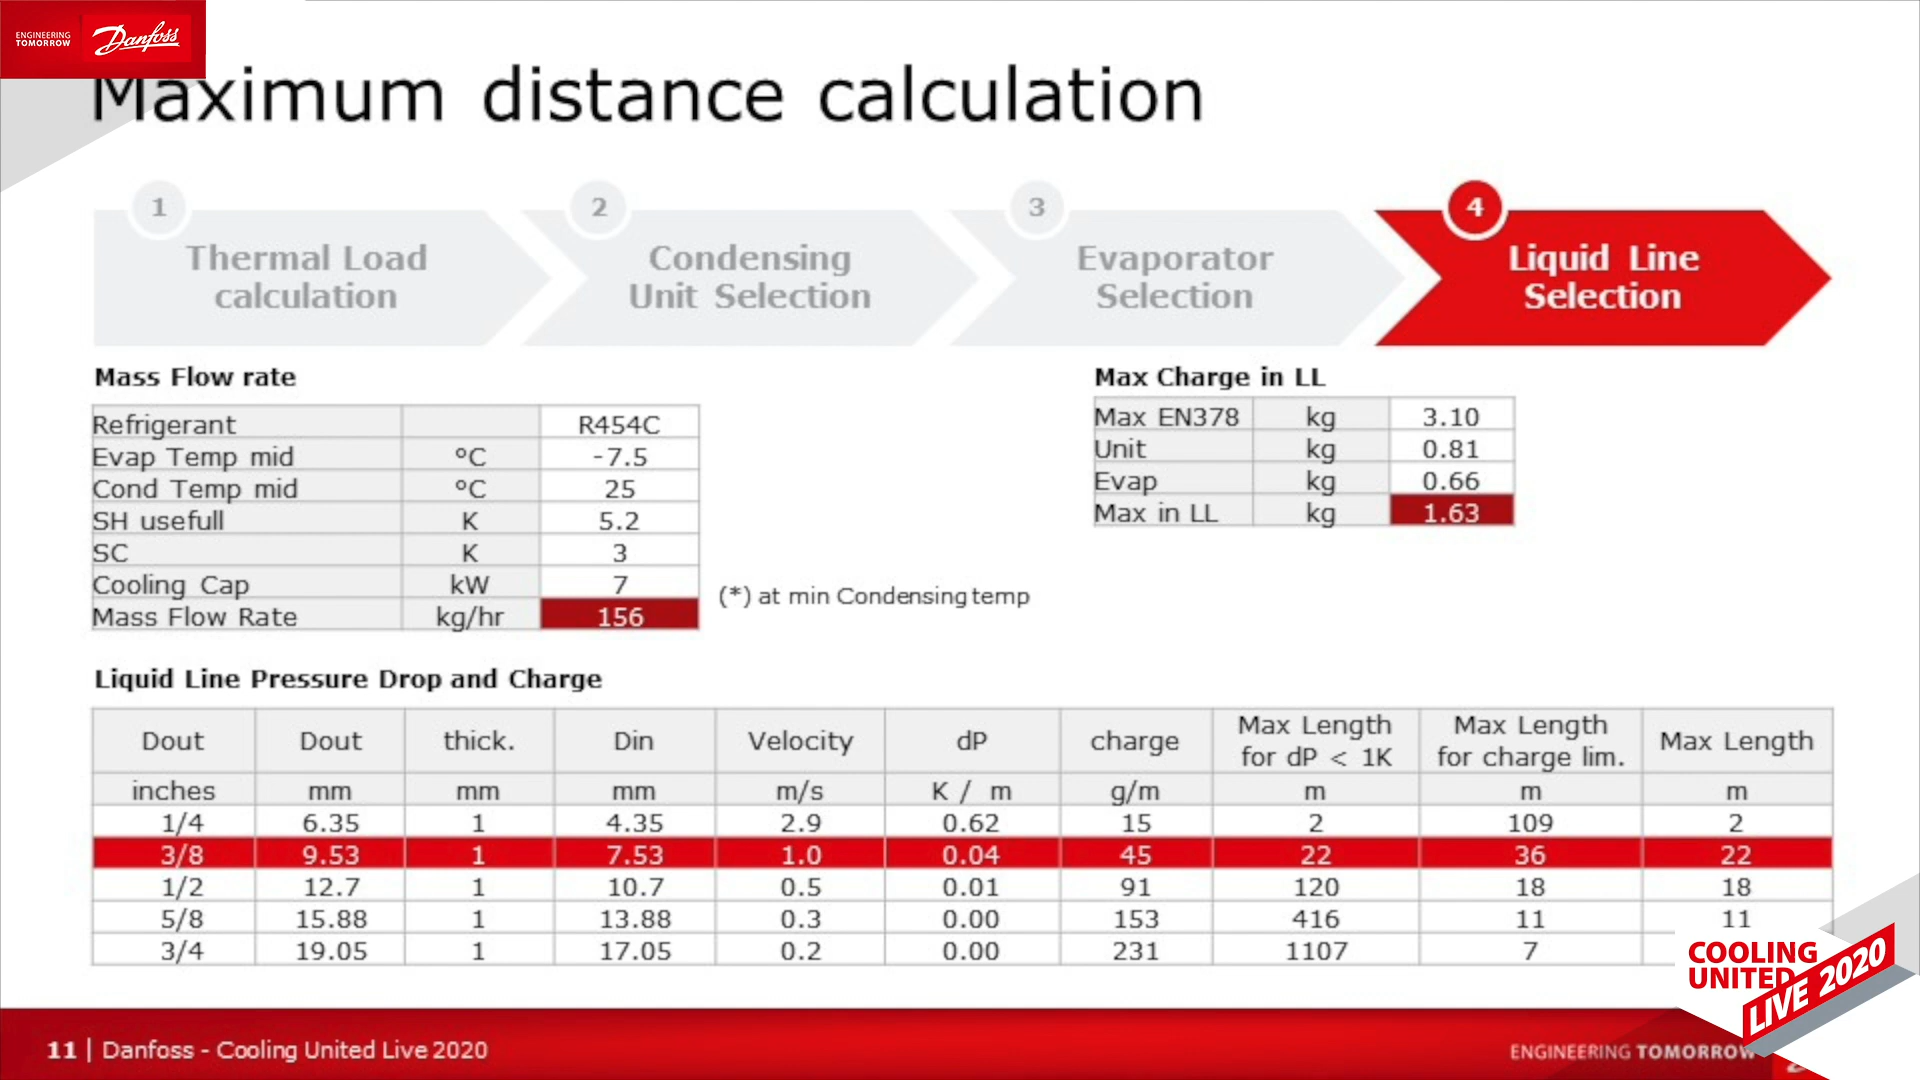 ENGINEERING
TOMORROW
Danfoss
Maximum distance calculation
1
2
3
4
Thermal Load
calculation
Condensing
Unit Selection
Evaporator
Selection
Liquid Line
Selection
Mass Flow rate
Refrigerant R454C
Evap Temp mid °C -7.5
Cond Temp mid °C 25
SH usefull K 5.2
SC K 3
Cooling Cap kW 7
Mass Flow Rate kg/hr 156
(*) at min Condensing temp
Max Charge in LL
Max EN378 kg 3.10
Unit kg 0.81
Evap kg 0.66
Max in LL kg 1.63
Liquid Line Pressure Drop and Charge
Dout Dout thick. Din Velocity dP charge Max Length for dP < 1K Max Length for charge lim. Max Length
inches mm mm mm m/s K / m g/m m m m
1/4 6.35 1 4.35 2.9 0.62 15 2 109 2
3/8 9.53 1 7.53 1.0 0.04 45 22 36 22
1/2 12.7 1 10.7 0.5 0.01 91 120 18 18
5/8 15.88 1 13.88 0.3 0.00 153 416 11 11
3/4 19.05 1 17.05 0.2 0.00 231 1107 7
COOLING
UNITED
LIVE 2020
11 | Danfoss - Cooling United Live 2020
ENGINEERING TOMORROW